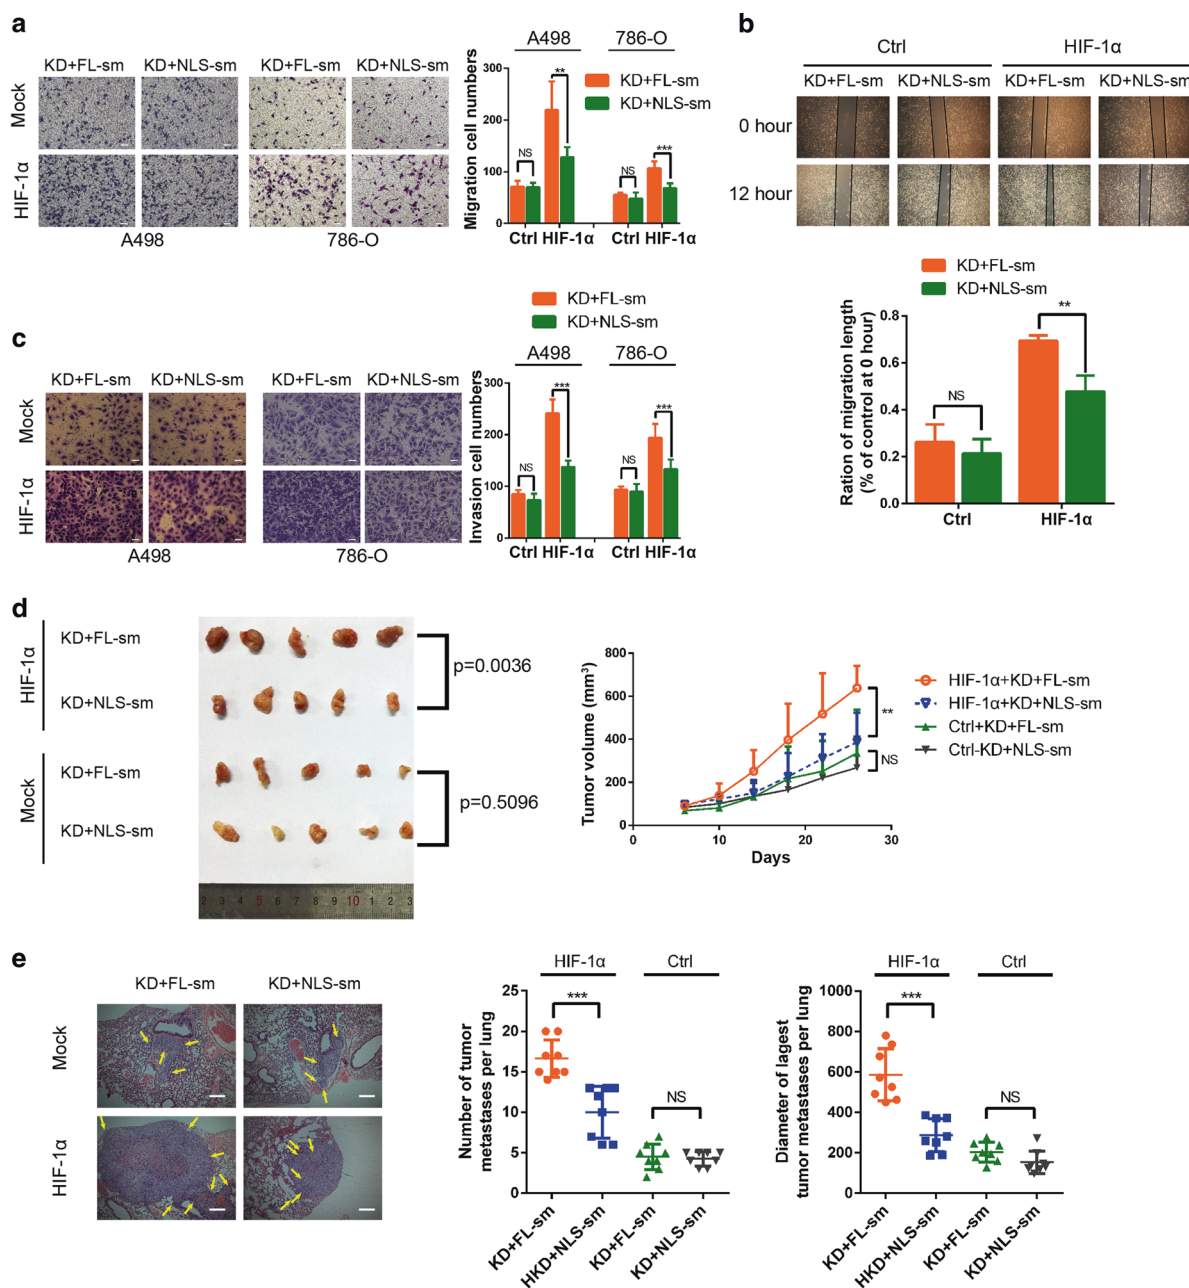 a
KD+FL-sm KD+NLS-sm KD+FL-sm KD+NLS-sm
Mock
HIF-1α
A498 786-O
A498 786-O
KD+FL-sm
KD+NLS-sm
Migration cell numbers
300
200
100
0
NS ** NS ***
Ctrl HIF-1α Ctrl HIF-1α
b
Ctrl HIF-1α
KD+FL-sm KD+NLS-sm KD+FL-sm KD+NLS-sm
0 hour
12 hour
KD+FL-sm
KD+NLS-sm
Ration of migration length
(% of control at 0 hour)
0.8
0.6
0.4
0.2
0.0
NS **
Ctrl HIF-1α
c
KD+FL-sm KD+NLS-sm KD+FL-sm KD+NLS-sm
Mock
HIF-1α
A498 786-O
KD+FL-sm
KD+NLS-sm
A498 786-O
Invasion cell numbers
300
200
100
0
NS *** NS ***
Ctrl HIF-1α Ctrl HIF-1α
d
HIF-1α
KD+FL-sm
KD+NLS-sm
p=0.0036
Mock
KD+FL-sm
KD+NLS-sm
p=0.5096
2 3 4 5 6 7 8 9 10 1 2 3
Tumor volume (mm3)
800
600
400
200
0
0 10 20 30
Days
**
NS
HIF-1α+KD+FL-sm
HIF-1α+KD+NLS-sm
Ctrl+KD+FL-sm
Ctrl-KD+NLS-sm
e
KD+FL-sm KD+NLS-sm
Mock
HIF-1α
HIF-1α Ctrl
Number of tumor
metastases per lung
25
20
15
10
5
0
*** NS
KD+FL-sm
HKD+NLS-sm
KD+FL-sm
KD+NLS-sm
HIF-1α Ctrl
Diameter of lagest
tumor metastases per lung
1000
800
600
400
200
0
*** NS
KD+FL-sm
HKD+NLS-sm
KD+FL-sm
KD+NLS-sm